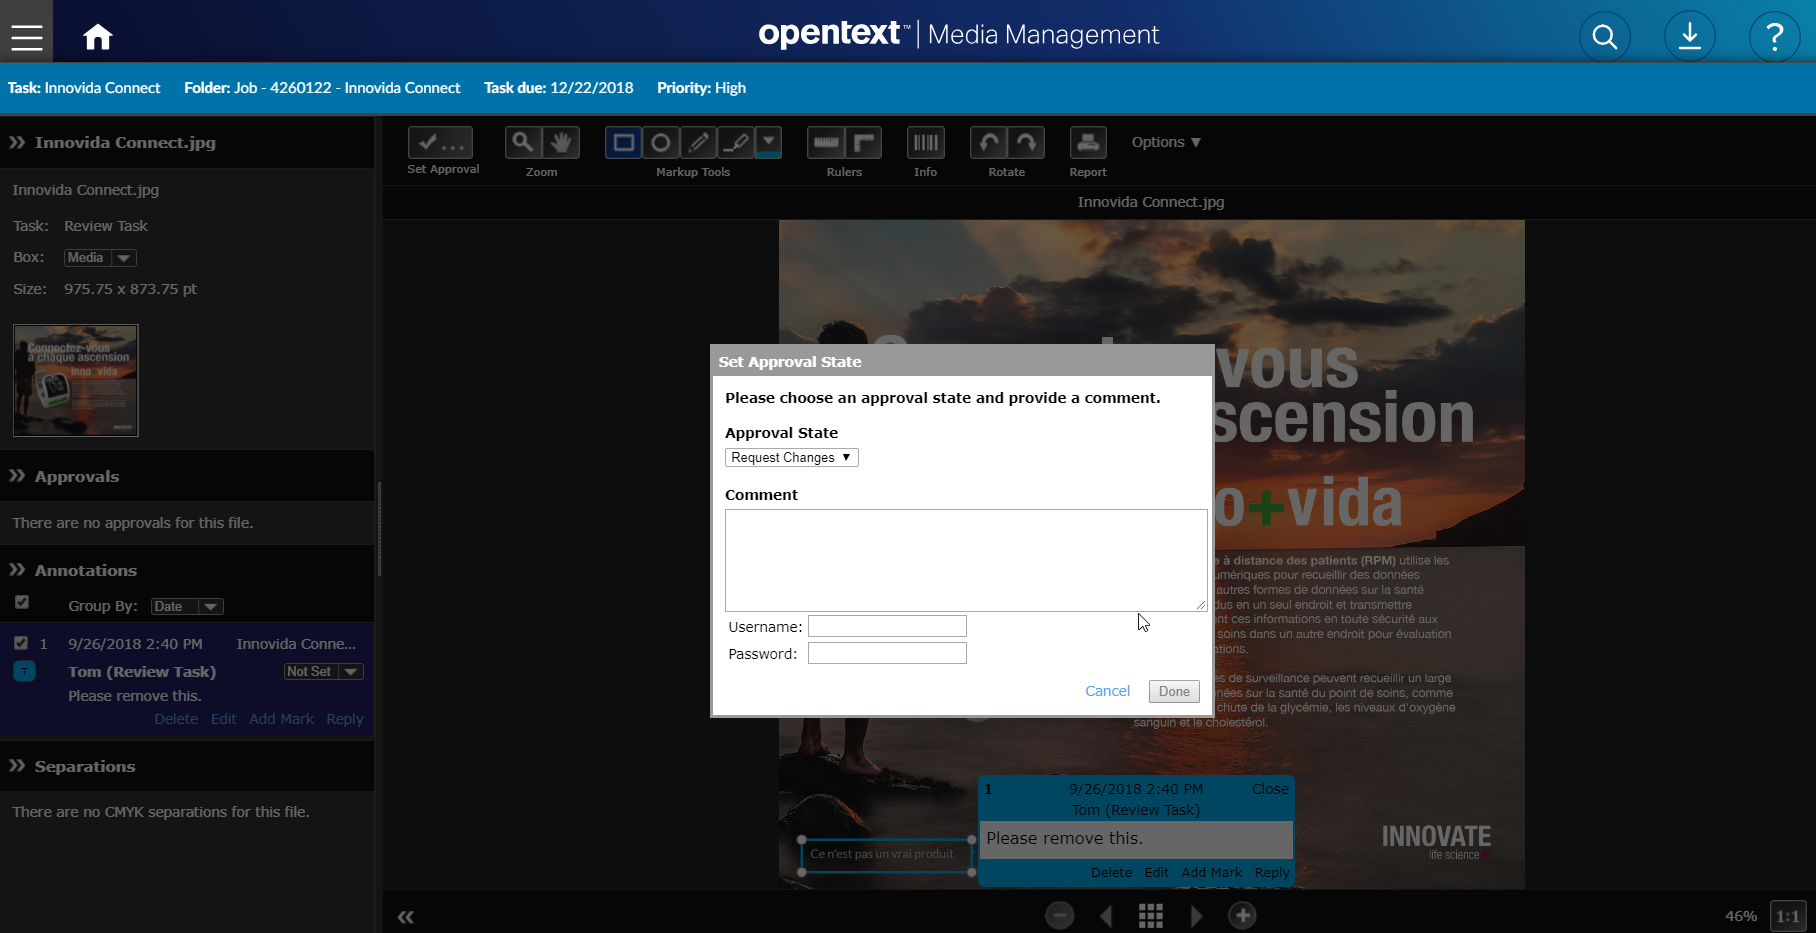 opentext™ | Media Management
Task: Innovida Connect Folder: Job - 4260122 - Innovida Connect Task due: 12/22/2018 Priority: High
Innovida Connect.jpg
Innovida Connect.jpg
Task: Review Task
Box: Media
Size: 975.75 x 873.75 pt
Connectez-vous
à chaque ascension
inno+vida
Approvals
There are no approvals for this file.
Annotations
Group By: Date
1 9/26/2018 2:40 PM Innovida Conne...
T Tom (Review Task) Not Set
Please remove this.
Delete Edit Add Mark Reply
Separations
There are no CMYK separations for this file.
Set Approval Zoom Markup Tools Rulers Info Rotate Report Options ▼
Innovida Connect.jpg
vous
scension
o+vida
e à distance des patients (RPM) utilise les
umériques pour recueillir des données
autres formes de données sur la santé
dus en un seul endroit et transmettre
ent ces informations en toute sécurité aux
soins dans un autre endroit pour évaluation
ations.
es de surveillance peuvent recueillir un large
nées sur la santé du point de soins, comme
chute de la glycémie, les niveaux d'oxygène
sanguin et le cholestérol.
Set Approval State
Please choose an approval state and provide a comment.
Approval State
Request Changes ▼
Comment
Username:
Password:
Cancel Done
1 9/26/2018 2:40 PM Close
Tom (Review Task)
Please remove this.
Delete Edit Add Mark Reply
Ce n'est pas un vrai produit
INNOVATE
life science+
46% 1:1